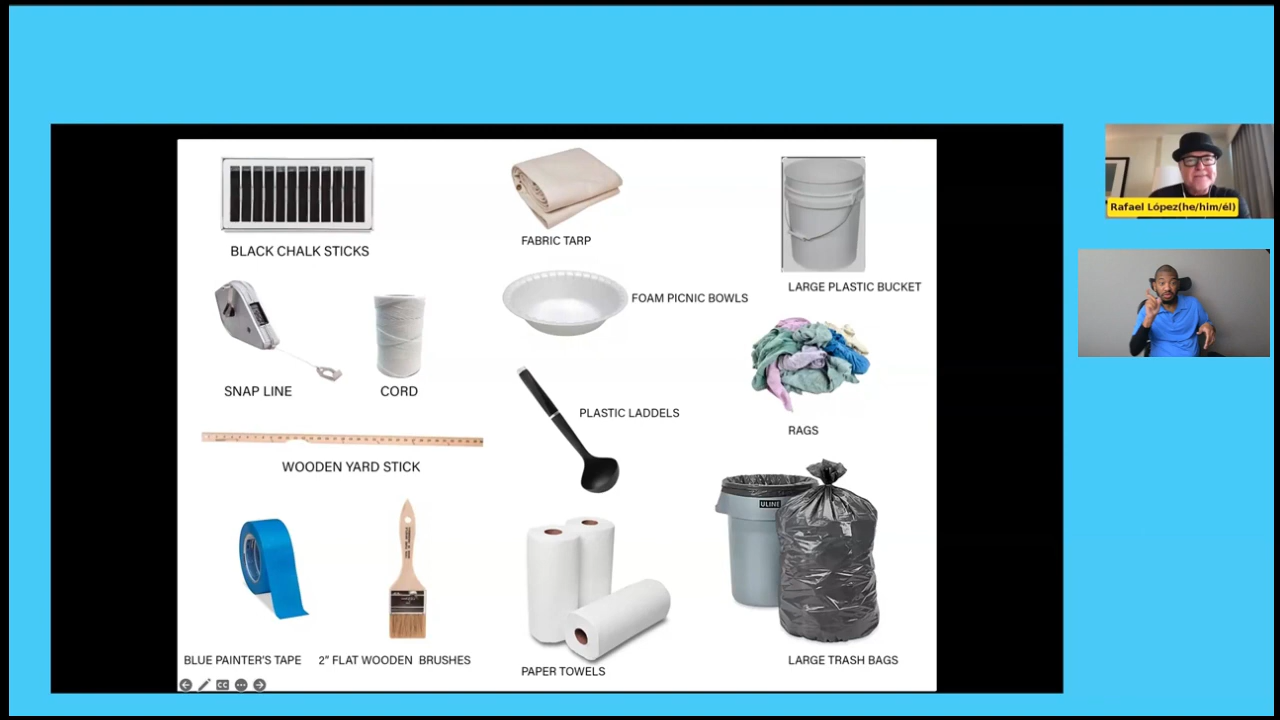 BLACK CHALK STICKS
FABRIC TARP
LARGE PLASTIC BUCKET
FOAM PICNIC BOWLS
SNAP LINE
CORD
PLASTIC LADDELS
RAGS
WOODEN YARD STICK
ULINE
BLUE PAINTER'S TAPE
2" FLAT WOODEN BRUSHES
PAPER TOWELS
LARGE TRASH BAGS
CC
Rafael López(he/him/él)